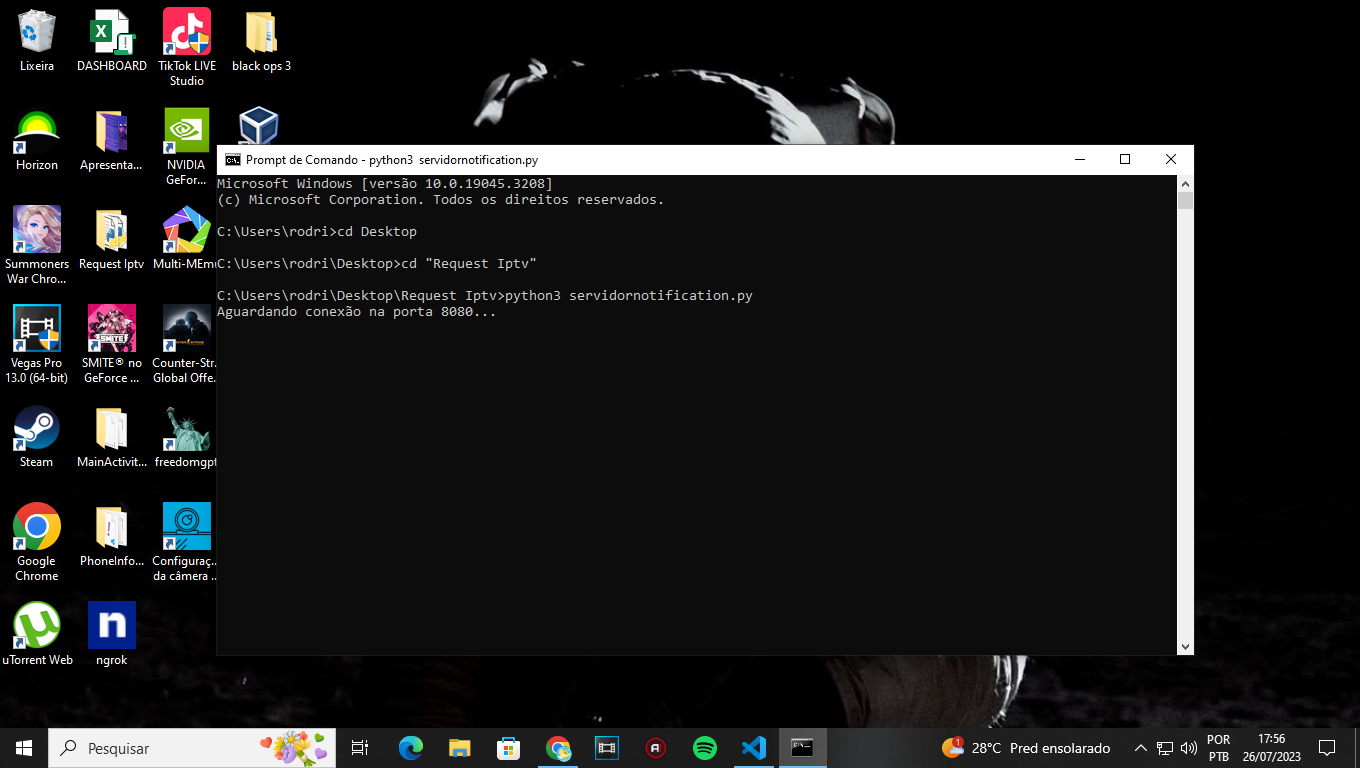 Lixeira
DASHBOARD
TikTok LIVE
Studio
black ops 3
Horizon
Apresenta...
NVIDIA
GeFor...
Summoners
War Chro...
Request Iptv
Multi-MEmu
Vegas Pro
13.0 (64-bit)
SMITE
SMITE® no
GeForce ...
Counter-Str...
Global Offe...
Steam
MainActivit...
freedomgpt
Google
Chrome
PhoneInfo...
Configuraç...
da câmera ...
uTorrent Web
n
ngrok
Prompt de Comando - python3 servidornotification.py
Microsoft Windows [versão 10.0.19045.3208]
(c) Microsoft Corporation. Todos os direitos reservados.
C:\Users\rodri>cd Desktop
C:\Users\rodri\Desktop>cd "Request Iptv"
C:\Users\rodri\Desktop\Request Iptv>python3 servidornotification.py
Aguardando conexão na porta 8080...
Pesquisar
1
28°C Pred ensolarado
POR
PTB
17:56
26/07/2023